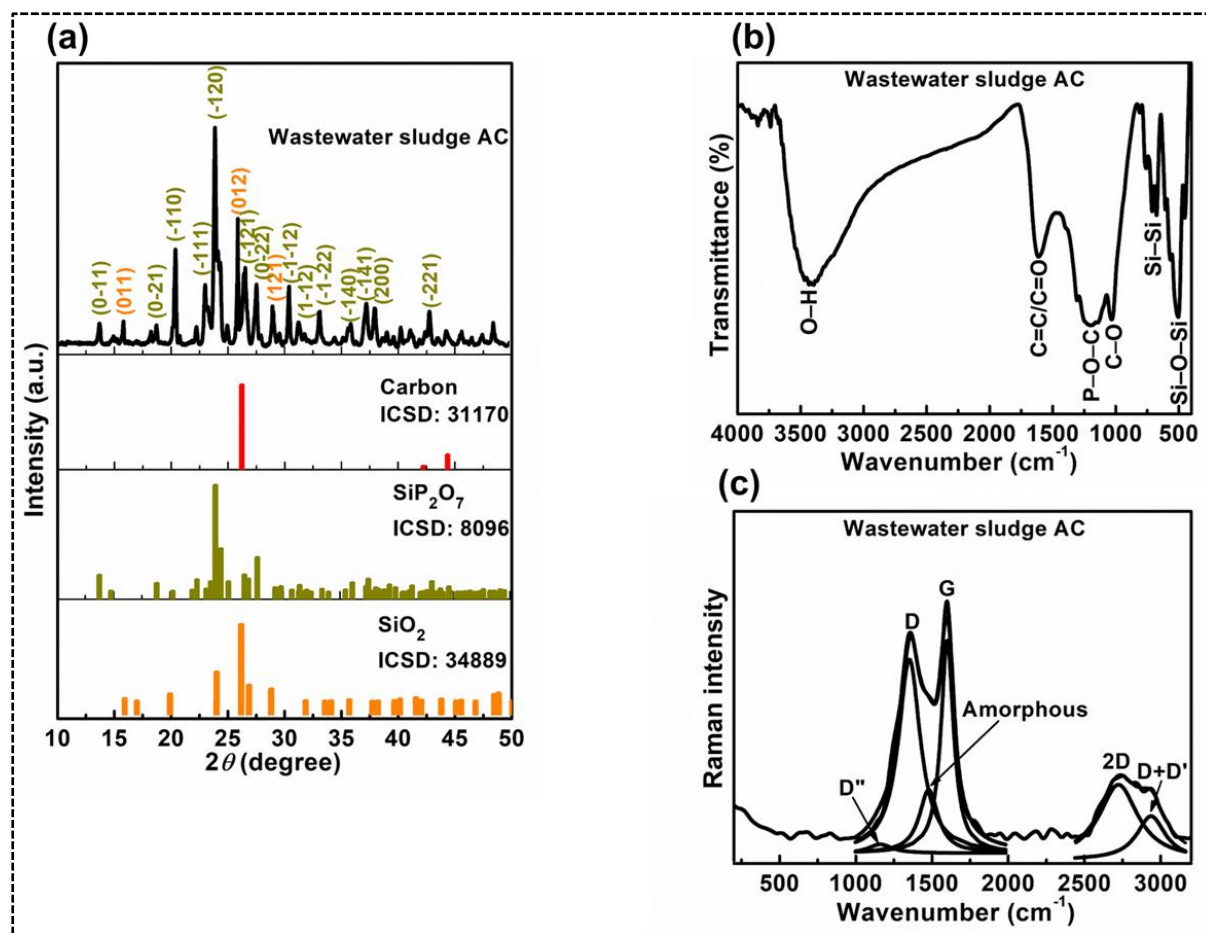 (a)
(-120)
Wastewater sludge AC
(012)
(-110)
(-111)
(-121)
(0-22)
(-1-12)
(0-11)
(011)
(0-21)
(121)
(1-12)
(-1-22)
(-140)
(-141)
(200)
(-221)
Carbon
ICSD: 31170
SiP₂O₇
ICSD: 8096
SiO₂
ICSD: 34889
Intensity (a.u.)
10 15 20 25 30 35 40 45 50
2θ (degree)
(b)
Wastewater sludge AC
Transmittance (%)
O–H
C=C/C=O
P–O–C
C–O
Si–Si
Si–O–Si
4000 3500 3000 2500 2000 1500 1000 500
Wavenumber (cm⁻¹)
(c)
Wastewater sludge AC
Raman intensity
D
G
Amorphous
D"
2D
D+D'
500 1000 1500 2000 2500 3000
Wavenumber (cm⁻¹)